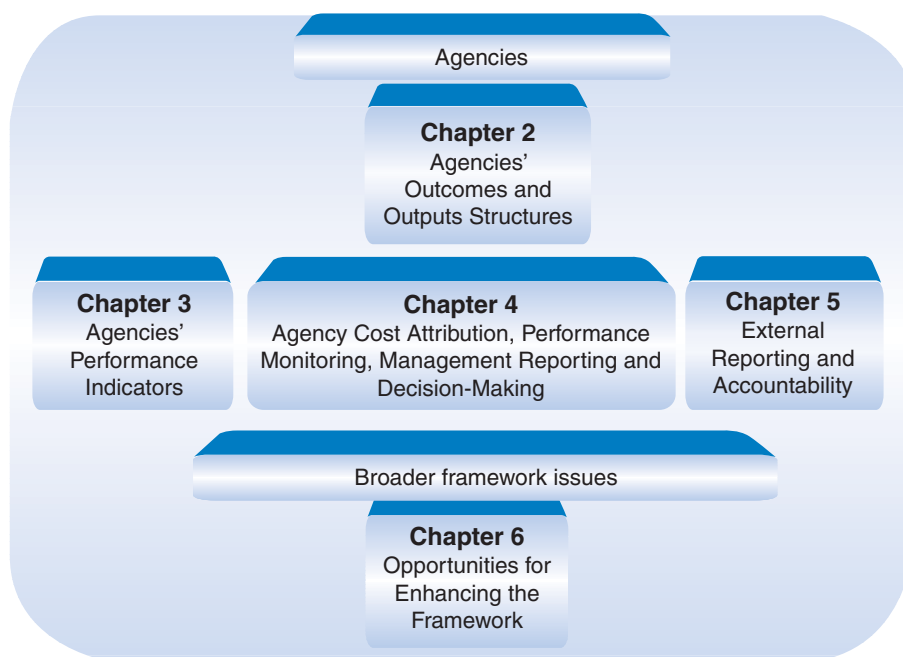 Agencies
Chapter 2
Agencies’
Outcomes and
Outputs Structures
Chapter 3
Agencies’
Performance
Indicators
Chapter 4
Agency Cost Attribution, Performance
Monitoring, Management Reporting and
Decision-Making
Chapter 5
External
Reporting and
Accountability
Broader framework issues
Chapter 6
Opportunities for
Enhancing the
Framework